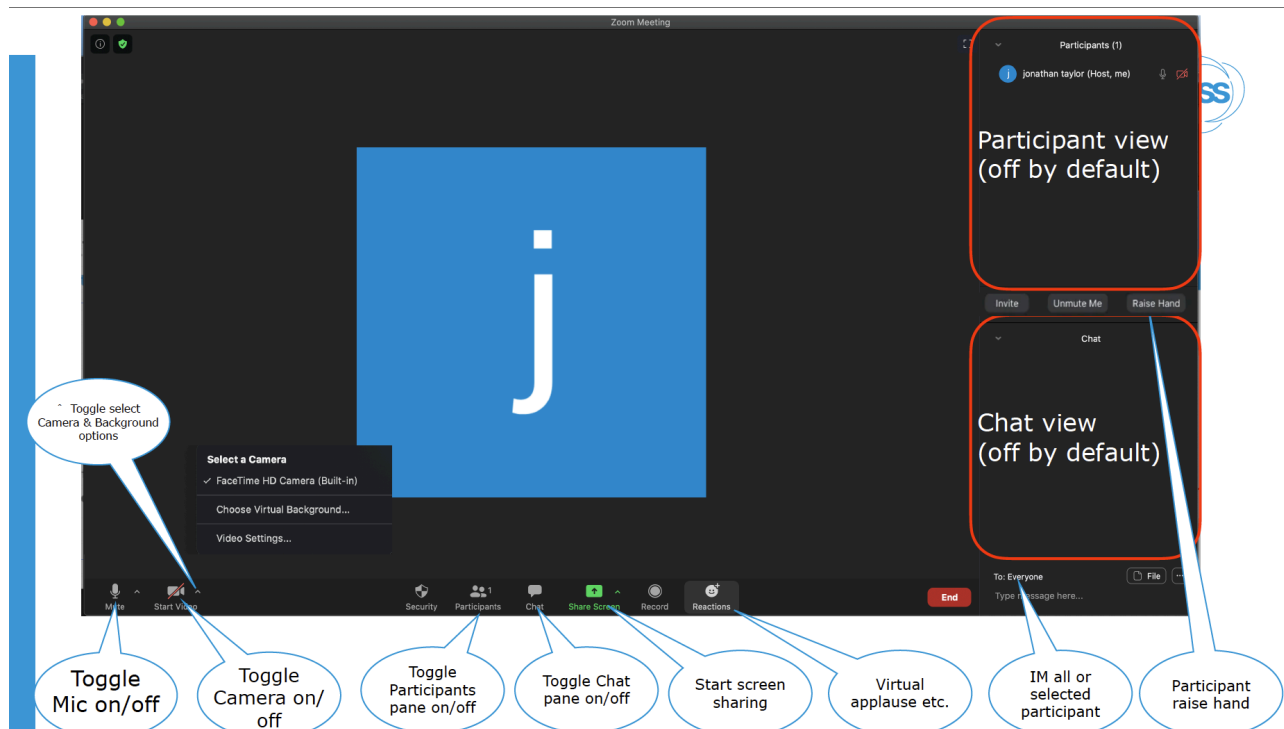 Zoom Meeting
Participants (1)
j
jonathan taylor (Host, me)
SS
Participant view
(off by default)
j
Invite
Unmute Me
Raise Hand
Chat
Chat view
(off by default)
ˆ Toggle select
Camera & Background
options
Select a Camera
✓ FaceTime HD Camera (Built-in)
Choose Virtual Background...
Video Settings...
To: Everyone
File
...
Type message here...
Mute
Start Video
Security
Participants
1
Chat
Share Screen
Record
Reactions
End
Toggle
Mic on/off
Toggle
Camera on/
off
Toggle
Participants
pane on/off
Toggle Chat
pane on/off
Start screen
sharing
Virtual
applause etc.
IM all or
selected
participant
Participant
raise hand